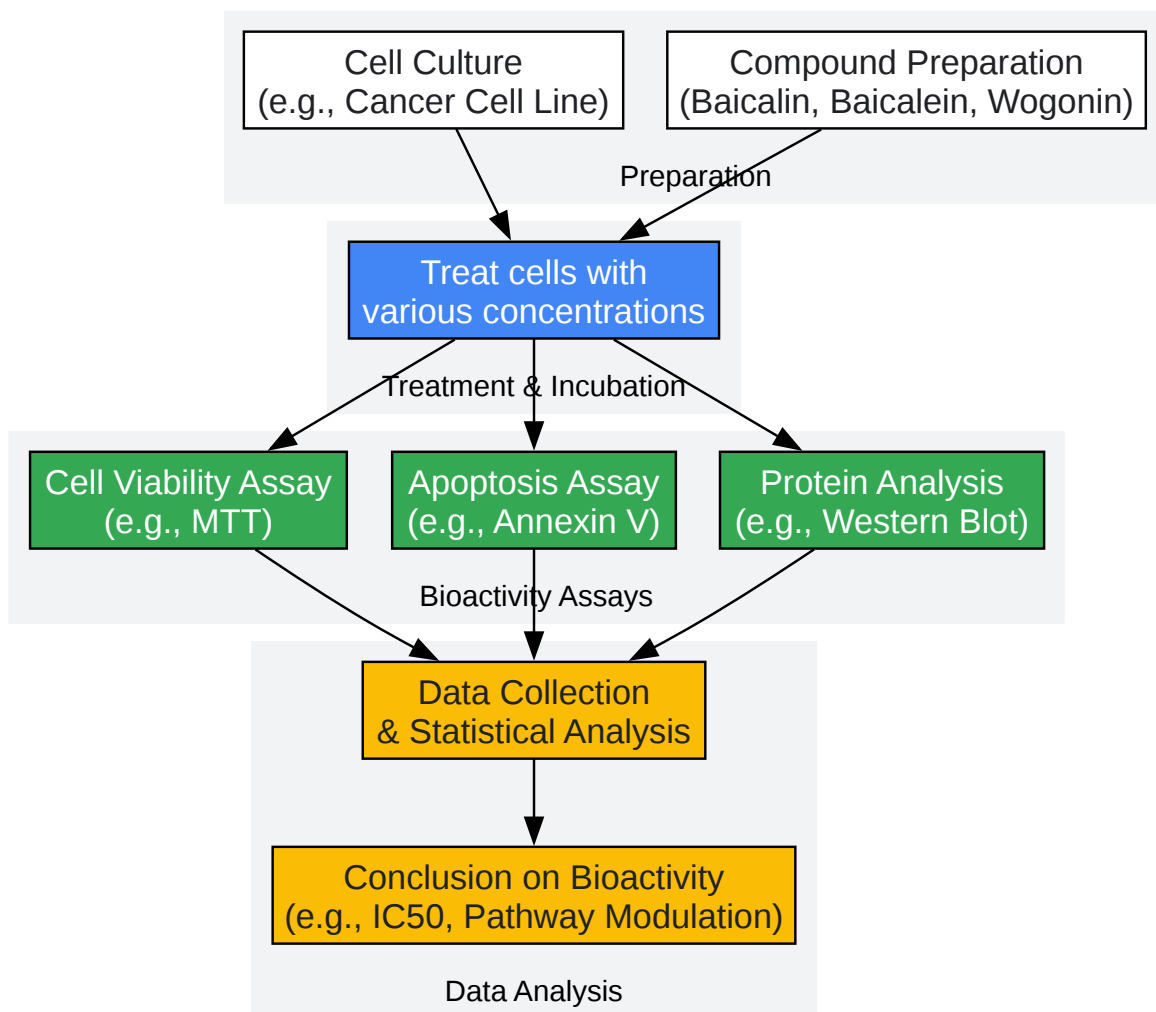 Cell Culture
(e.g., Cancer Cell Line)
Compound Preparation
(Baicalin, Baicalein, Wogonin)
Preparation
Treat cells with
various concentrations
Treatment & Incubation
Cell Viability Assay
(e.g., MTT)
Apoptosis Assay
(e.g., Annexin V)
Protein Analysis
(e.g., Western Blot)
Bioactivity Assays
Data Collection
& Statistical Analysis
Conclusion on Bioactivity
(e.g., IC50, Pathway Modulation)
Data Analysis